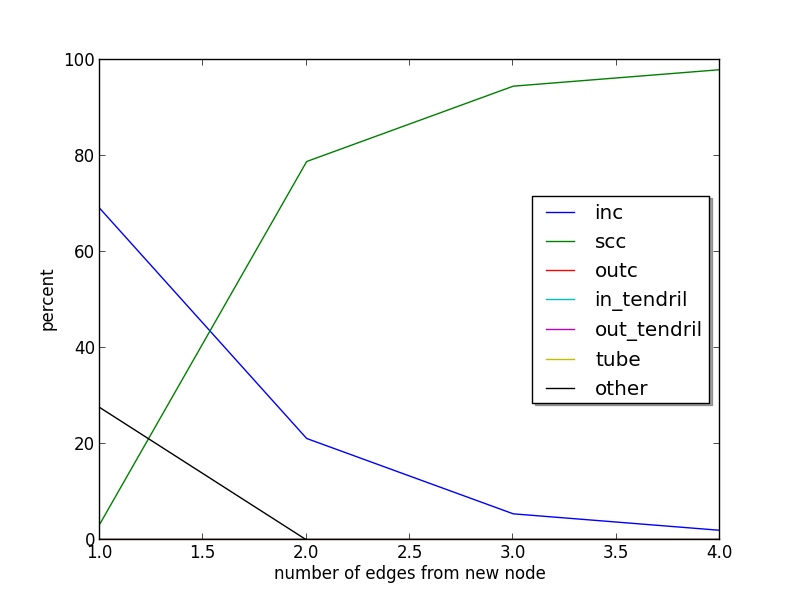 100
80
60
40
20
0
percent
1.0 1.5 2.0 2.5 3.0 3.5 4.0
number of edges from new node
inc
scc
outc
in_tendril
out_tendril
tube
other